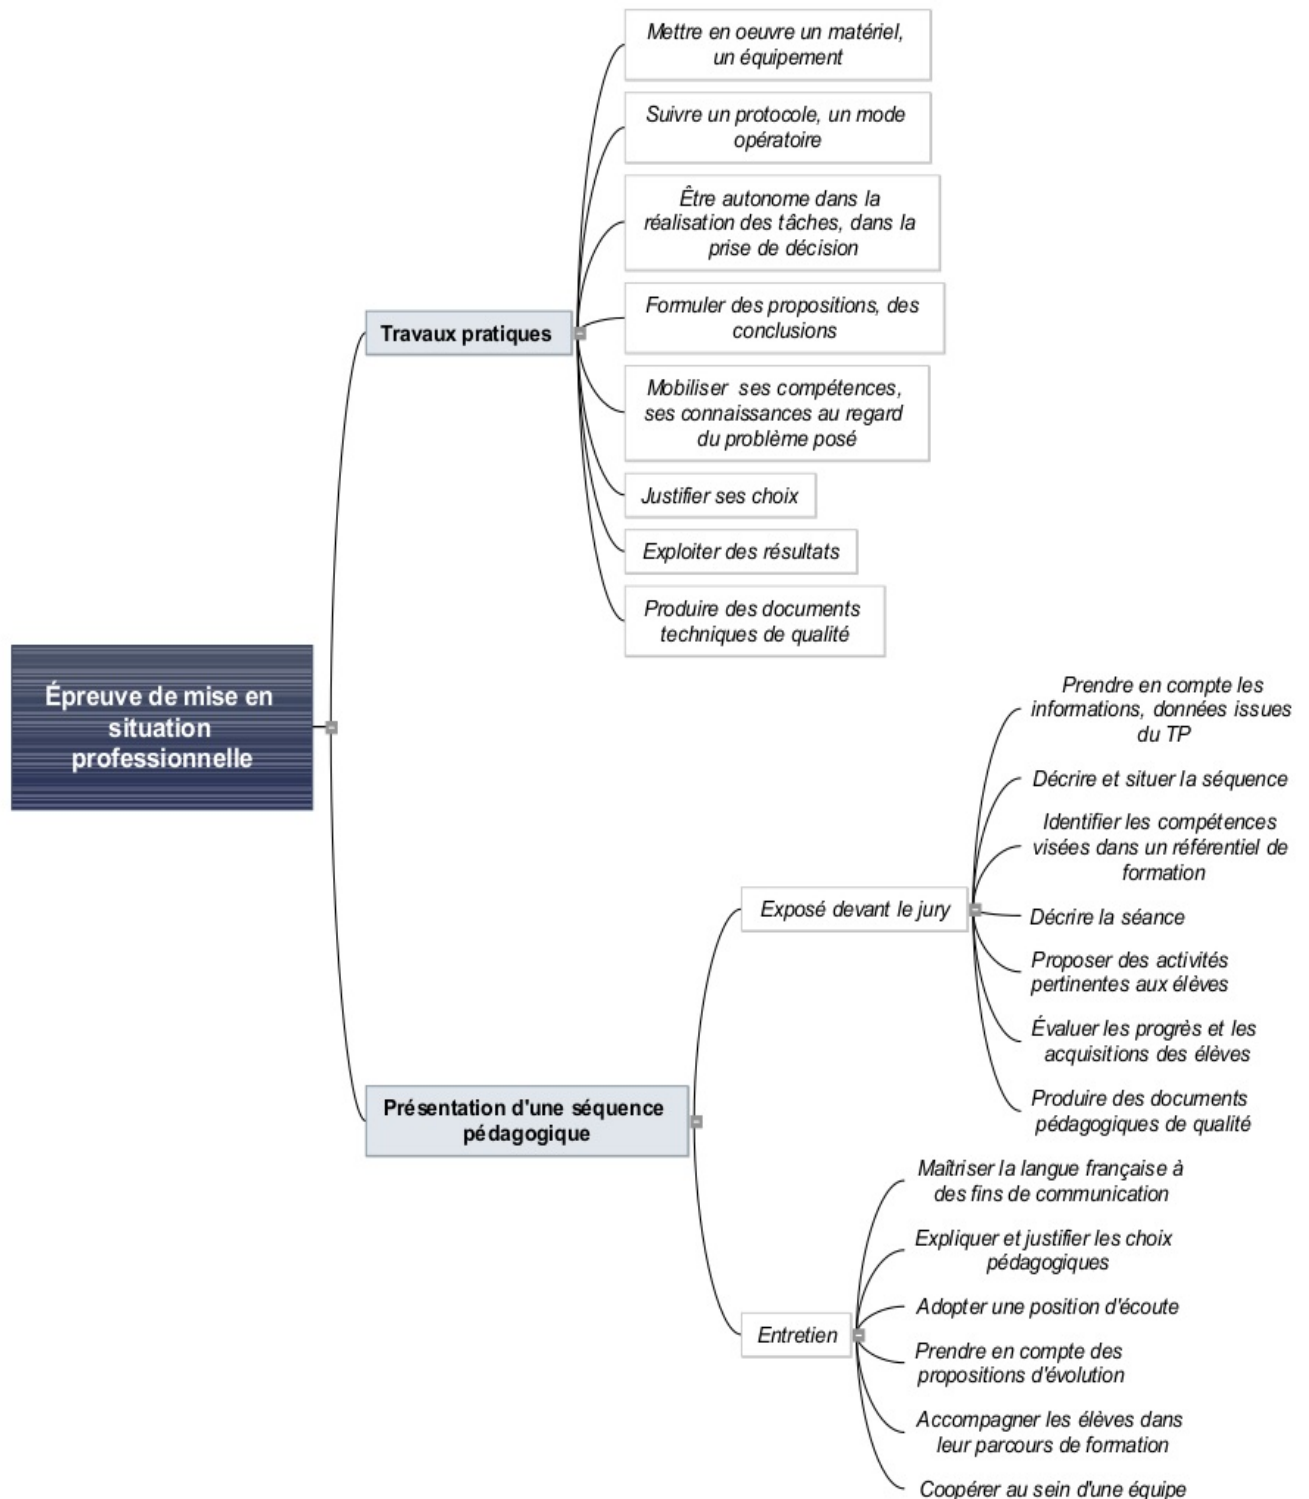 Mettre en oeuvre un matériel,
un équipement
Suivre un protocole, un mode
opératoire
Être autonome dans la
réalisation des tâches, dans la
prise de décision
Travaux pratiques
Formuler des propositions, des
conclusions
Mobiliser ses compétences,
ses connaissances au regard
du problème posé
Justifier ses choix
Exploiter des résultats
Produire des documents
techniques de qualité
Épreuve de mise en
situation
professionnelle
Présentation d'une séquence
pédagogique
Exposé devant le jury
Prendre en compte les
informations, données issues
du TP
Décrire et situer la séquence
Identifier les compétences
visées dans un référentiel de
formation
Décrire la séance
Proposer des activités
pertinentes aux élèves
Évaluer les progrès et les
acquisitions des élèves
Produire des documents
pédagogiques de qualité
Entretien
Maîtriser la langue française à
des fins de communication
Expliquer et justifier les choix
pédagogiques
Adopter une position d'écoute
Prendre en compte des
propositions d'évolution
Accompagner les élèves dans
leur parcours de formation
Coopérer au sein d'une équipe